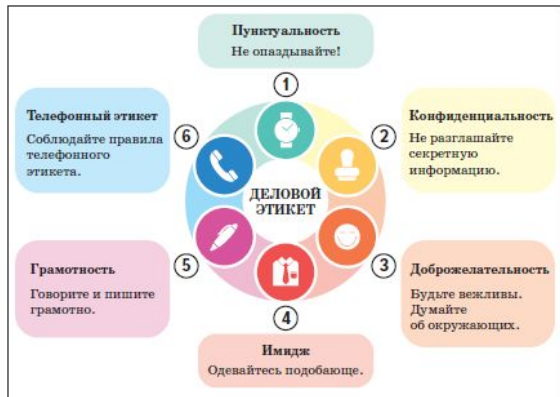 Пунктуальность
Не опаздывайте!
1
Конфиденциальность
Не разглашайте
секретную
информацию.
2
Доброжелательность
Будьте вежливы.
Думайте
об окружающих.
3
Имидж
Одевайтесь подобающе.
4
Грамотность
Говорите и пишите
грамотно.
5
Телефонный этикет
Соблюдайте правила
телефонного
этикета.
6
ДЕЛОВОЙ
ЭТИКЕТ